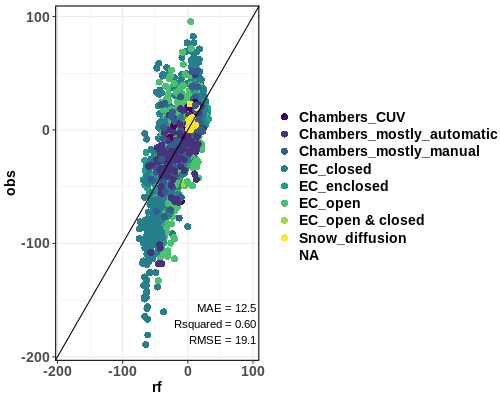 100
0
-100
-200
obs
-200
-100
0
100
rf
MAE = 12.5
Rsquared = 0.60
RMSE = 19.1
Chambers_CUV
Chambers_mostly_automatic
Chambers_mostly_manual
EC_closed
EC_enclosed
EC_open
EC_open & closed
Snow_diffusion
NA